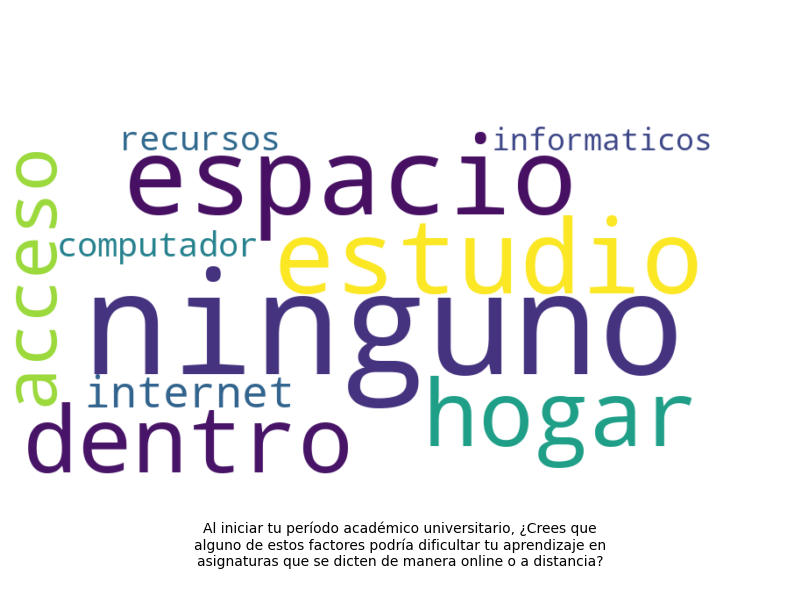 recursos informaticos
espacio
acceso
computador estudio
ninguno
internet hogar
dentro
Al iniciar tu período académico universitario, ¿Crees que
alguno de estos factores podría dificultar tu aprendizaje en
asignaturas que se dicten de manera online o a distancia?